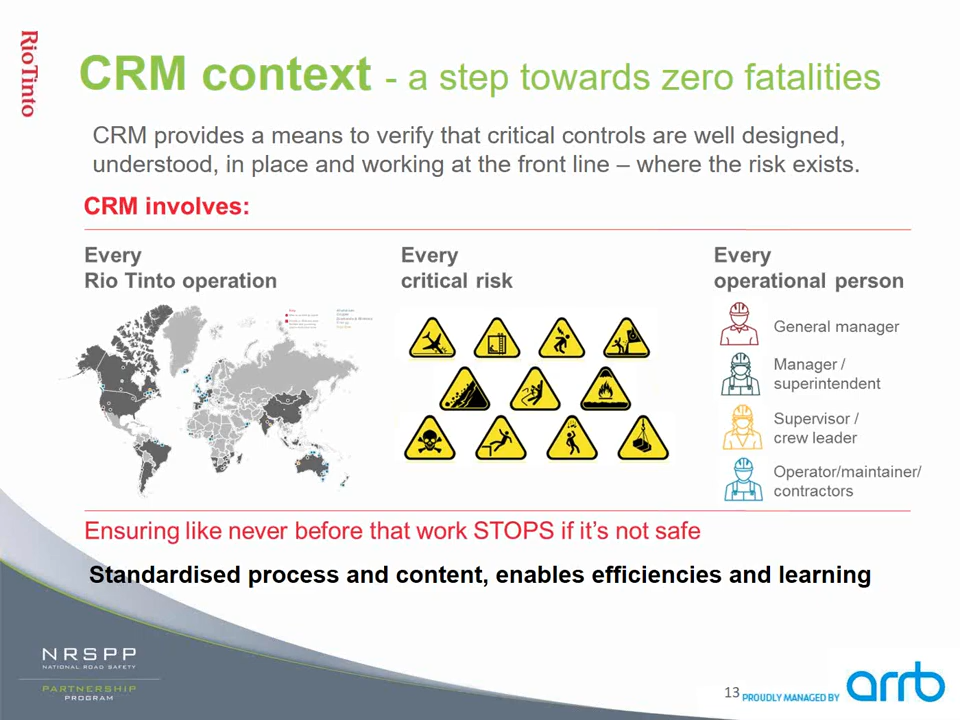 RioTinto
CRM context - a step towards zero fatalities
CRM provides a means to verify that critical controls are well designed,
understood, in place and working at the front line – where the risk exists.
CRM involves:
Every
Rio Tinto operation
Every
critical risk
Every
operational person
General manager
Manager /
superintendent
Supervisor /
crew leader
Operator/maintainer/
contractors
Ensuring like never before that work STOPS if it's not safe
Standardised process and content, enables efficiencies and learning
NRSPP
NATIONAL ROAD SAFETY
PARTNERSHIP
PROGRAM
13
PROUDLY MANAGED BY
arrb